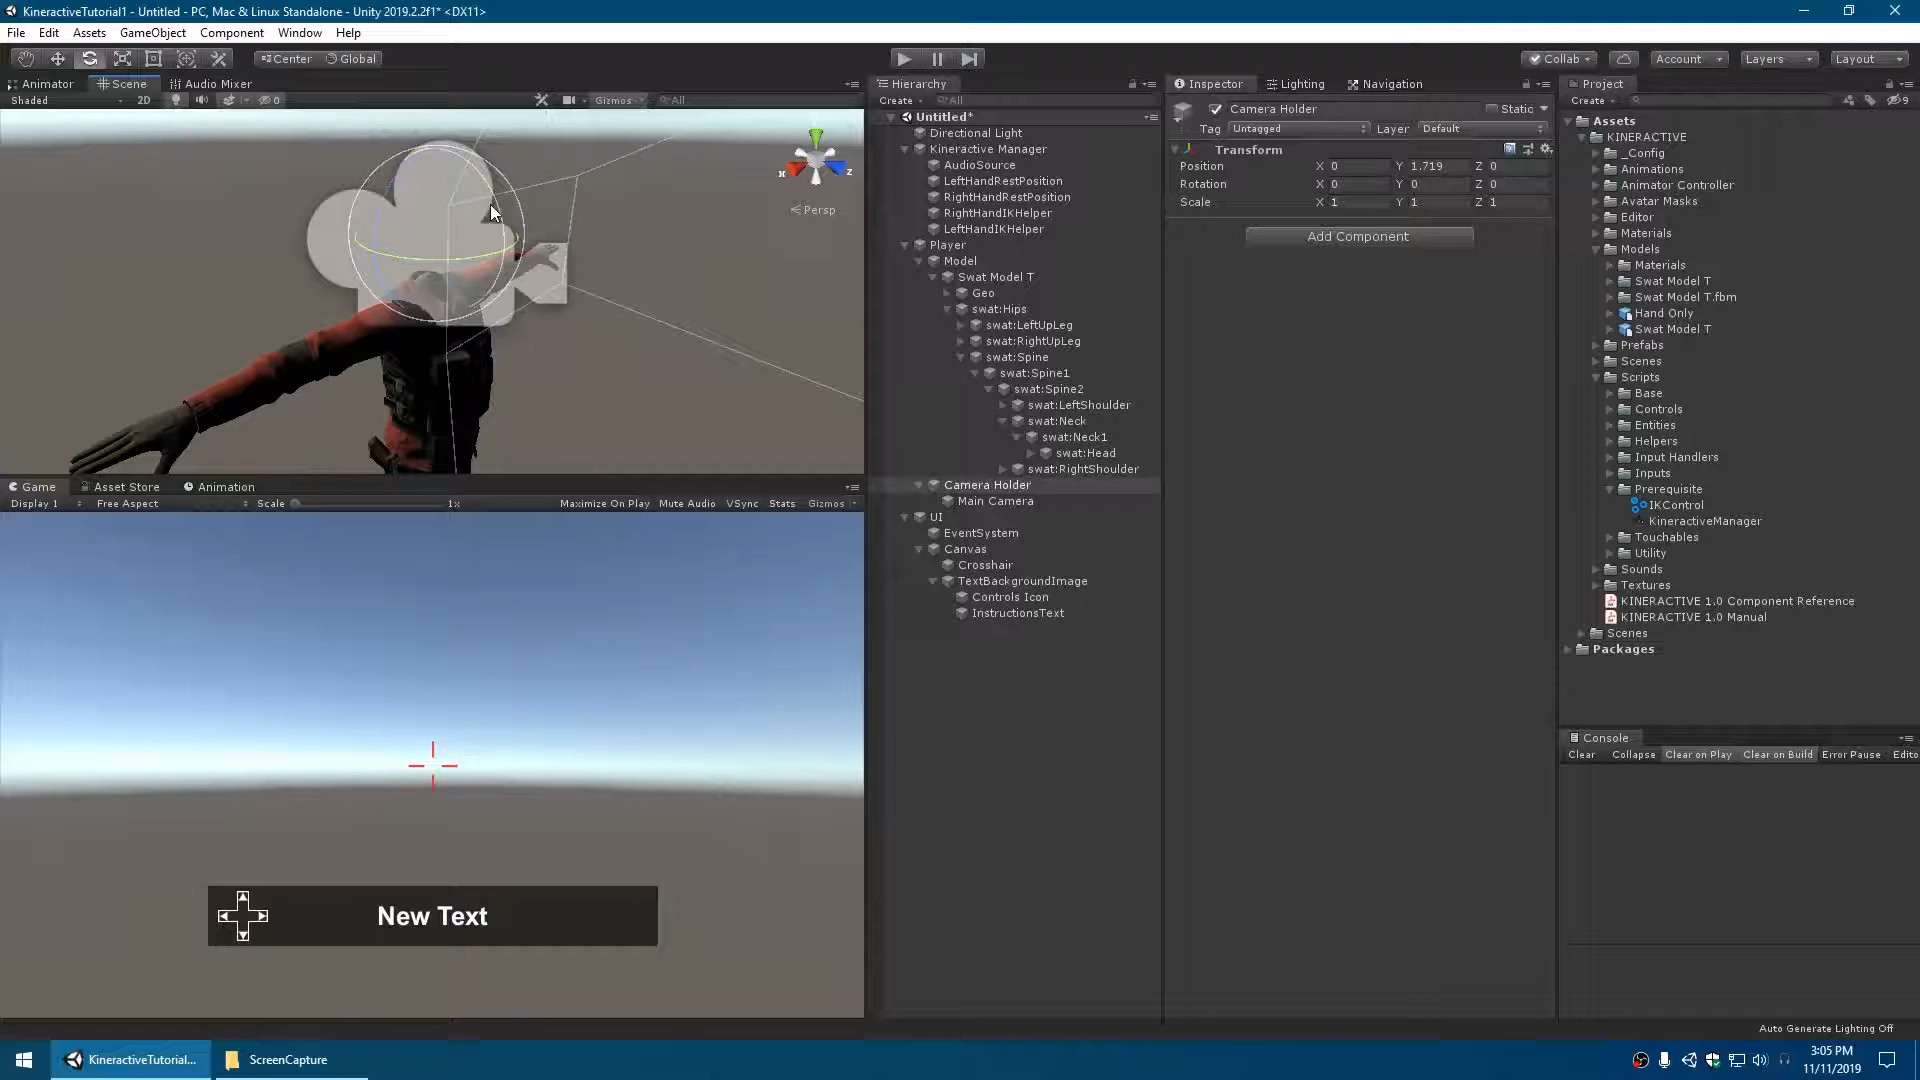 KineractiveTutorial1 - Untitled - PC, Mac & Linux Standalone - Unity 2019.2.2f1* <DX11>
File Edit Assets GameObject Component Window Help
Center Global
Collab Account Layers Layout
Animator Scene Audio Mixer
Shaded 2D 0 Gizmos All
x z
Persp
Game Asset Store Animation
Display 1 Free Aspect Scale 1x Maximize On Play Mute Audio VSync Stats Gizmos
New Text
Hierarchy
Create All
Untitled*
Directional Light
Kineractive Manager
AudioSource
LeftHandRestPosition
RightHandRestPosition
RightHandIKHelper
LeftHandIKHelper
Player
Model
Swat Model T
Geo
swat:Hips
swat:LeftUpLeg
swat:RightUpLeg
swat:Spine
swat:Spine1
swat:Spine2
swat:LeftShoulder
swat:Neck
swat:Neck1
swat:Head
swat:RightShoulder
Camera Holder
Main Camera
UI
EventSystem
Canvas
Crosshair
TextBackgroundImage
Controls Icon
InstructionsText
Inspector Lighting Navigation
Camera Holder Static
Tag Untagged Layer Default
Transform
Position X 0 Y 1.719 Z 0
Rotation X 0 Y 0 Z 0
Scale X 1 Y 1 Z 1
Add Component
Project
Create 9
Assets
KINERACTIVE
_Config
Animations
Animator Controller
Avatar Masks
Editor
Materials
Models
Materials
Swat Model T
Swat Model T.fbm
Hand Only
Swat Model T
Prefabs
Scenes
Scripts
Base
Controls
Entities
Helpers
Input Handlers
Inputs
Prerequisite
IKControl
KineractiveManager
Touchables
Utility
Sounds
Textures
KINERACTIVE 1.0 Component Reference
KINERACTIVE 1.0 Manual
Scenes
Packages
Console
Clear Collapse Clear on Play Clear on Build Error Pause Edito
Auto Generate Lighting Off
KineractiveTutorial... ScreenCapture
3:05 PM
11/11/2019